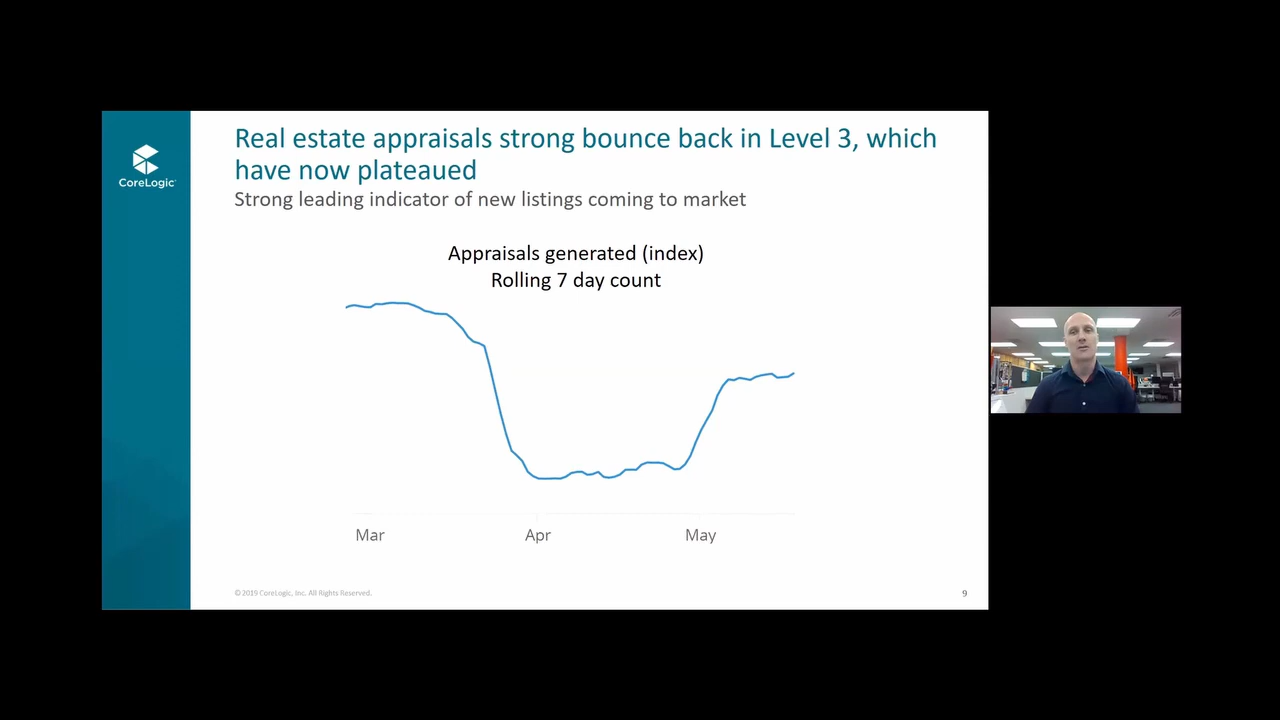 Real estate appraisals strong bounce back in Level 3, which
have now plateaued
CoreLogic
Strong leading indicator of new listings coming to market
Appraisals generated (index)
Rolling 7 day count
Mar Apr May
© 2019 CoreLogic, Inc. All Rights Reserved.
9